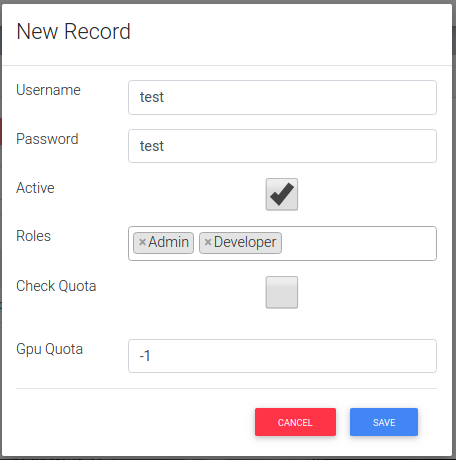 New Record
Username test
Password test
Active
Roles ×Admin ×Developer
Check Quota
Gpu Quota -1
CANCEL SAVE